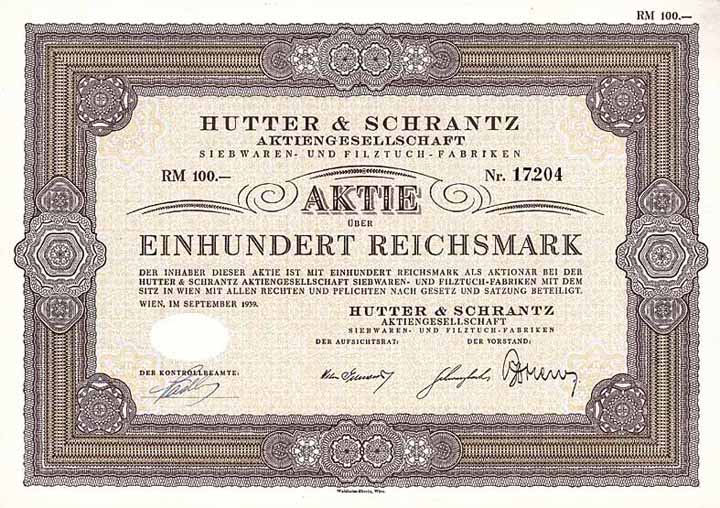 RM 100.—
HUTTER & SCHRANTZ
AKTIENGESELLSCHAFT
SIEBWAREN- UND FILZTUCH-FABRIKEN
RM 100.—
Nr. 17204
AKTIE
ÜBER
EINHUNDERT REICHSMARK
DER INHABER DIESER AKTIE IST MIT EINHUNDERT REICHSMARK ALS AKTIONÄR BEI DER
HUTTER & SCHRANTZ AKTIENGESELLSCHAFT SIEBWAREN- UND FILZTUCH-FABRIKEN MIT DEM
SITZ IN WIEN MIT ALLEN RECHTEN UND PFLICHTEN NACH GESETZ UND SATZUNG BETEILIGT.
WIEN, IM SEPTEMBER 1939.
HUTTER & SCHRANTZ
AKTIENGESELLSCHAFT
SIEBWAREN- UND FILZTUCH-FABRIKEN
DER AUFSICHTSRAT:
DER VORSTAND:
DER KONTROLLBEAMTE:
Waldheim-Eberle, Wien.